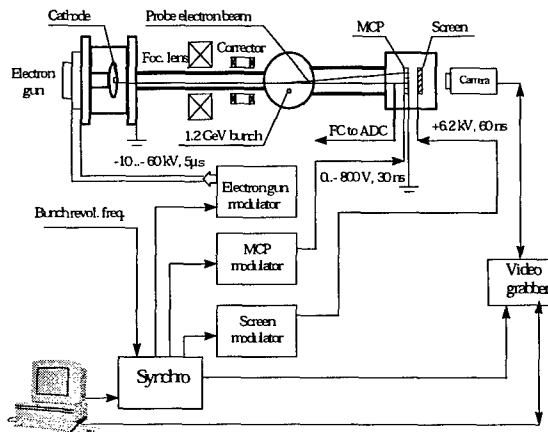 Cathode
Probe electron beam
MCP
Screen
Foc. lens
Corrector
Electron
gun
Camera
1.2 GeV bunch
FC to ADC
+6.2 kV, 60 ns
-10...- 60 kV, 5µs
0...- 800 V, 30 ns
Electron gun
modulator
Bunch revol. freq.
MCP
modulator
Video
grabber
Screen
modulator
Synchro